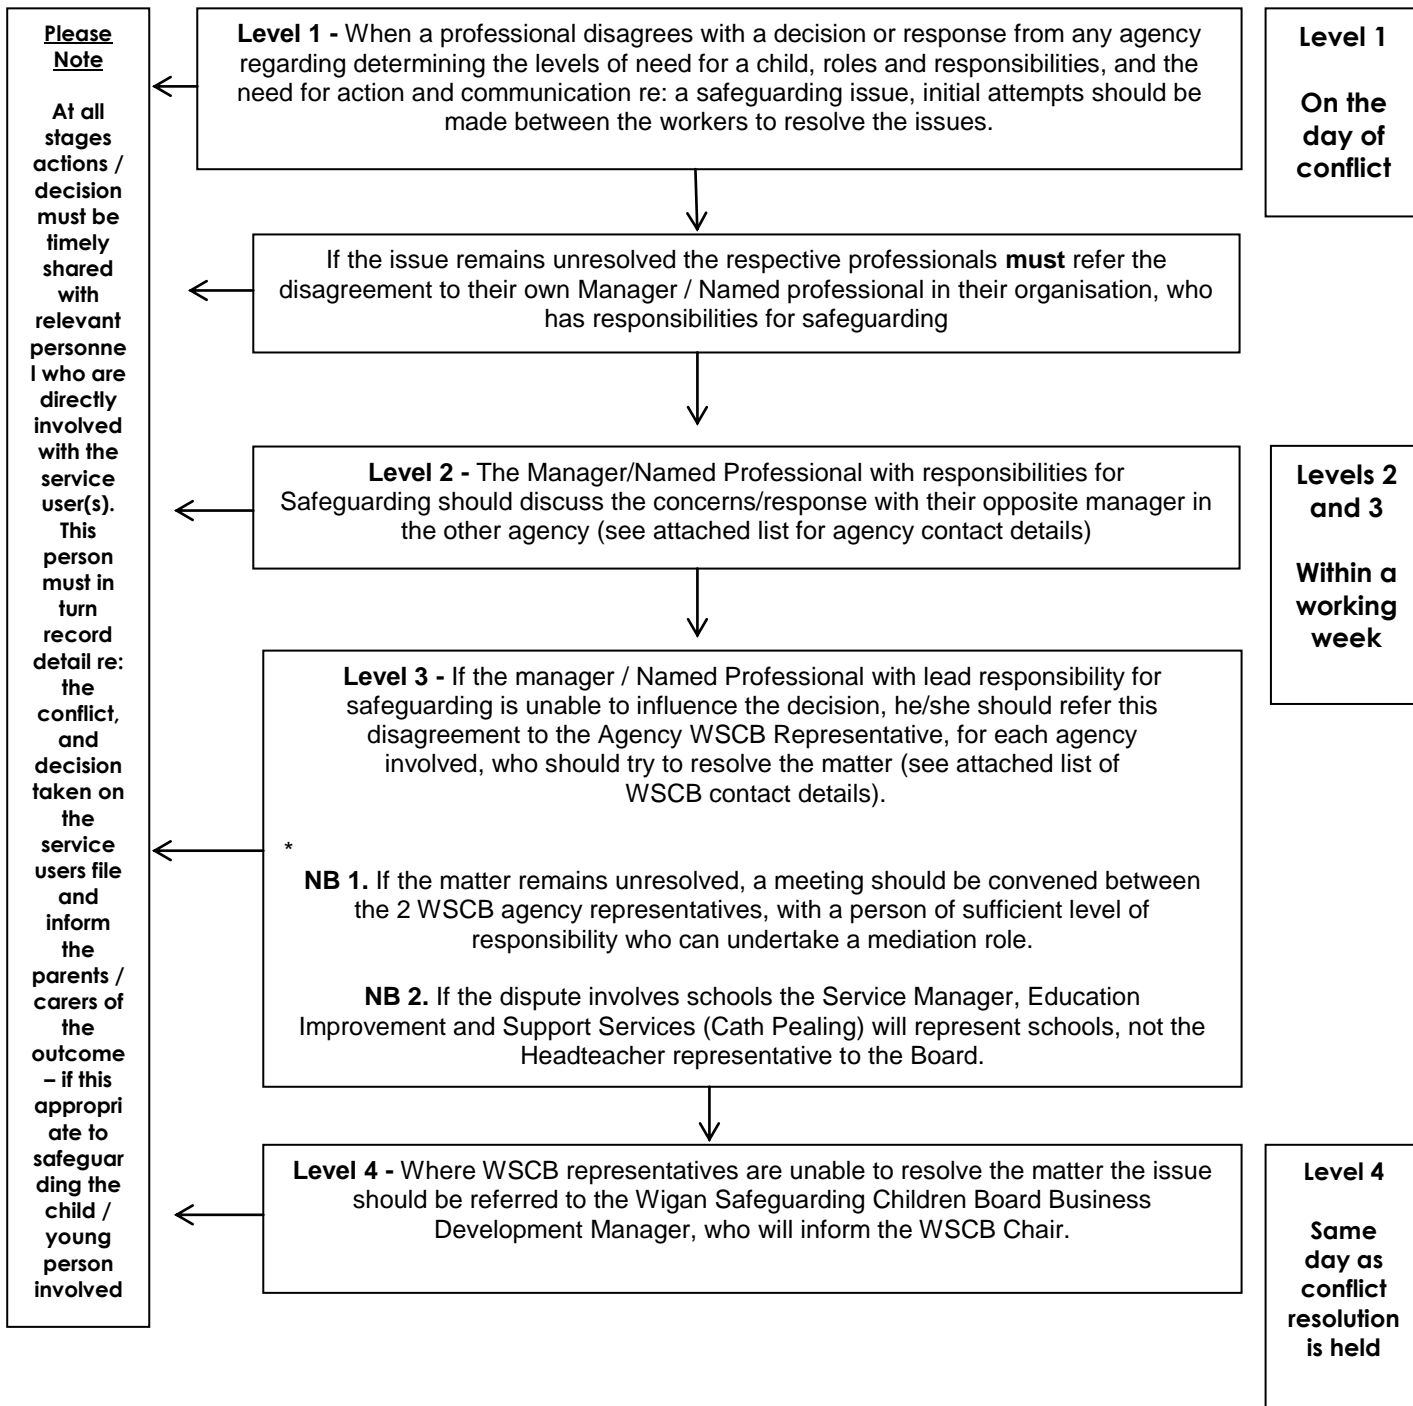 Please
Note
At all
stages
actions /
decision
must be
timely
shared
with
relevant
personne
l who are
directly
involved
with the
service
user(s).
This
person
must in
turn
record
detail re:
the
conflict,
and
decision
taken on
the
service
users file
and
inform
the
parents /
carers of
the
outcome
– if this
appropri
ate to
safeguar
ding the
child /
young
person
involved
Level 1 - When a professional disagrees with a decision or response from any agency
regarding determining the levels of need for a child, roles and responsibilities, and the
need for action and communication re: a safeguarding issue, initial attempts should be
made between the workers to resolve the issues.
Level 1
On the
day of
conflict
If the issue remains unresolved the respective professionals must refer the
disagreement to their own Manager / Named professional in their organisation, who
has responsibilities for safeguarding
Level 2 - The Manager/Named Professional with responsibilities for
Safeguarding should discuss the concerns/response with their opposite manager in
the other agency (see attached list for agency contact details)
Levels 2
and 3
Within a
working
week
Level 3 - If the manager / Named Professional with lead responsibility for
safeguarding is unable to influence the decision, he/she should refer this
disagreement to the Agency WSCB Representative, for each agency
involved, who should try to resolve the matter (see attached list of
WSCB contact details).
*
NB 1. If the matter remains unresolved, a meeting should be convened between
the 2 WSCB agency representatives, with a person of sufficient level of
responsibility who can undertake a mediation role.
NB 2. If the dispute involves schools the Service Manager, Education
Improvement and Support Services (Cath Pealing) will represent schools, not the
Headteacher representative to the Board.
Level 4 - Where WSCB representatives are unable to resolve the matter the issue
should be referred to the Wigan Safeguarding Children Board Business
Development Manager, who will inform the WSCB Chair.
Level 4
Same
day as
conflict
resolution
is held